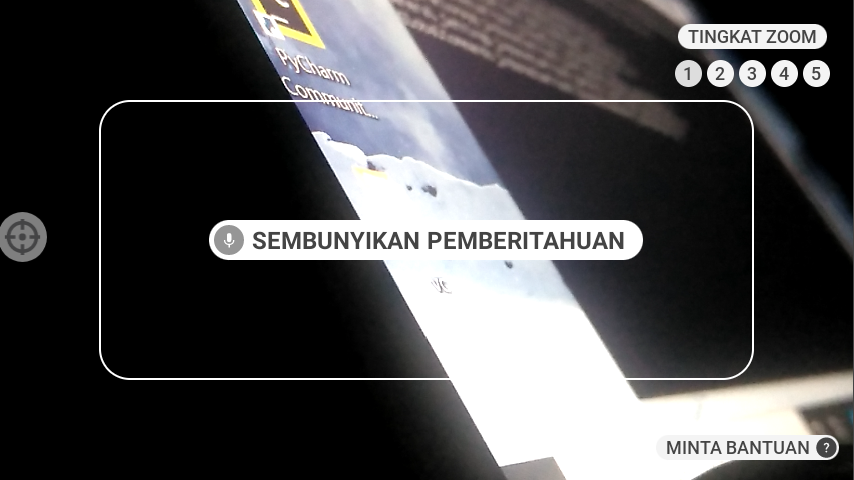 PyCharm
Communit...
TINGKAT ZOOM
1 2 3 4 5
SEMBUNYIKAN PEMBERITAHUAN
MINTA BANTUAN ?